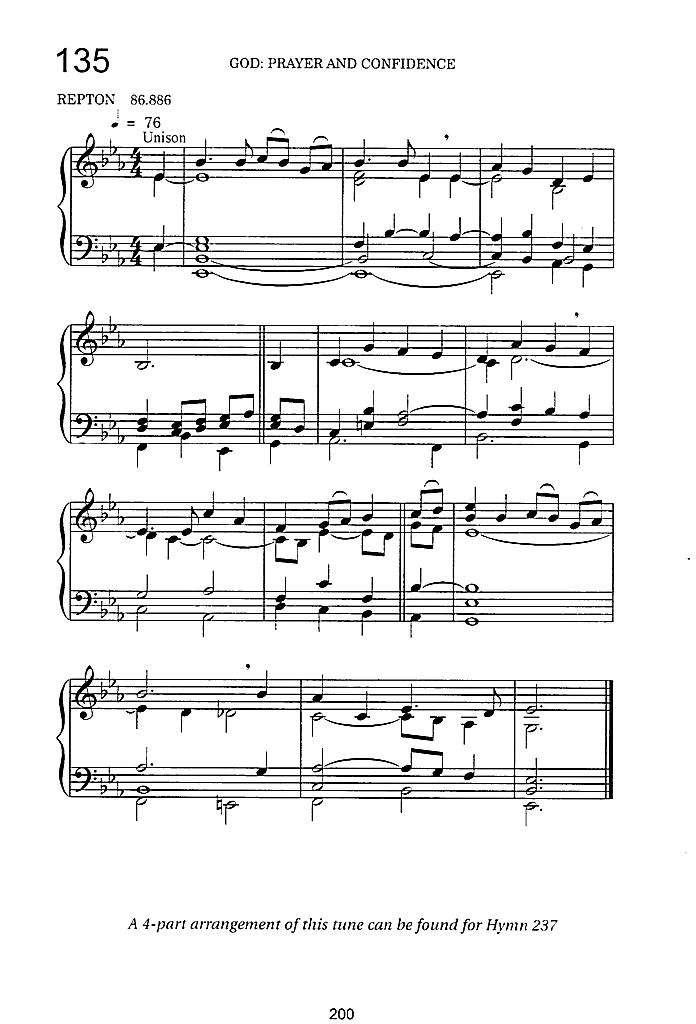 135
GOD: PRAYER AND CONFIDENCE
REPTON 86.886
♩ = 76
Unison
A 4-part arrangement of this tune can be found for Hymn 237
200